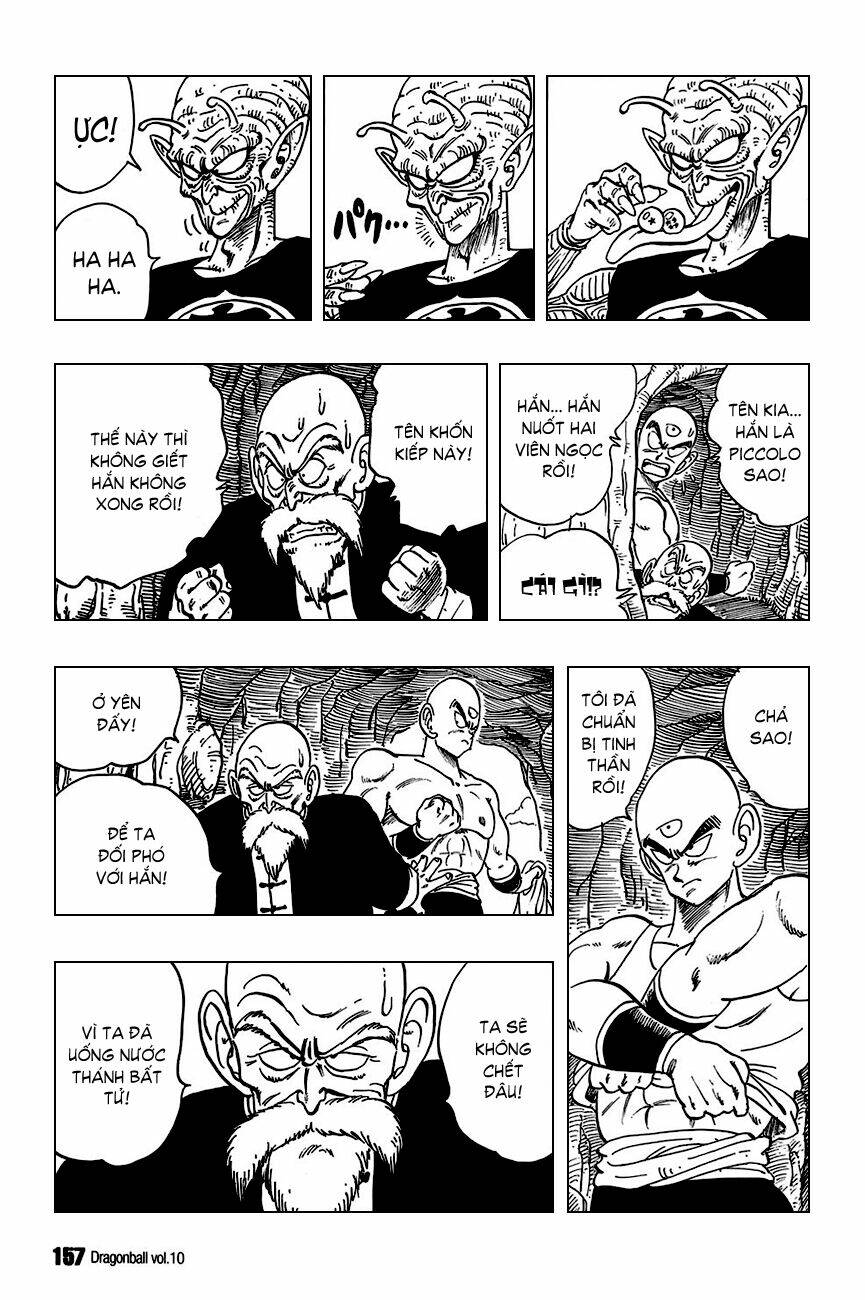 パク…
ỰC!
HA HA
HA.
TÊN KIA...
HẮN LÀ
PICCOLO
SAO!
HẮN... HẮN
NUỐT HAI
VIÊN NGỌC
RỒI!
CÁI GÌ!?
TÊN KHỐN
KIẾP NÀY!
THẾ NÀY THÌ
KHÔNG GIẾT
HẮN KHÔNG
XONG RỒI!
CHẢ
SAO!
TÔI ĐÃ
CHUẨN
BỊ TINH
THẦN
RỒI!
Ở YÊN
ĐẤY!
ĐỂ TA
ĐỐI PHÓ
VỚI HẮN!
TA SẼ
KHÔNG
CHẾT
ĐÂU!
VÌ TA ĐÃ
UỐNG NƯỚC
THÁNH BẤT
TỬ!
157 Dragonball vol.10